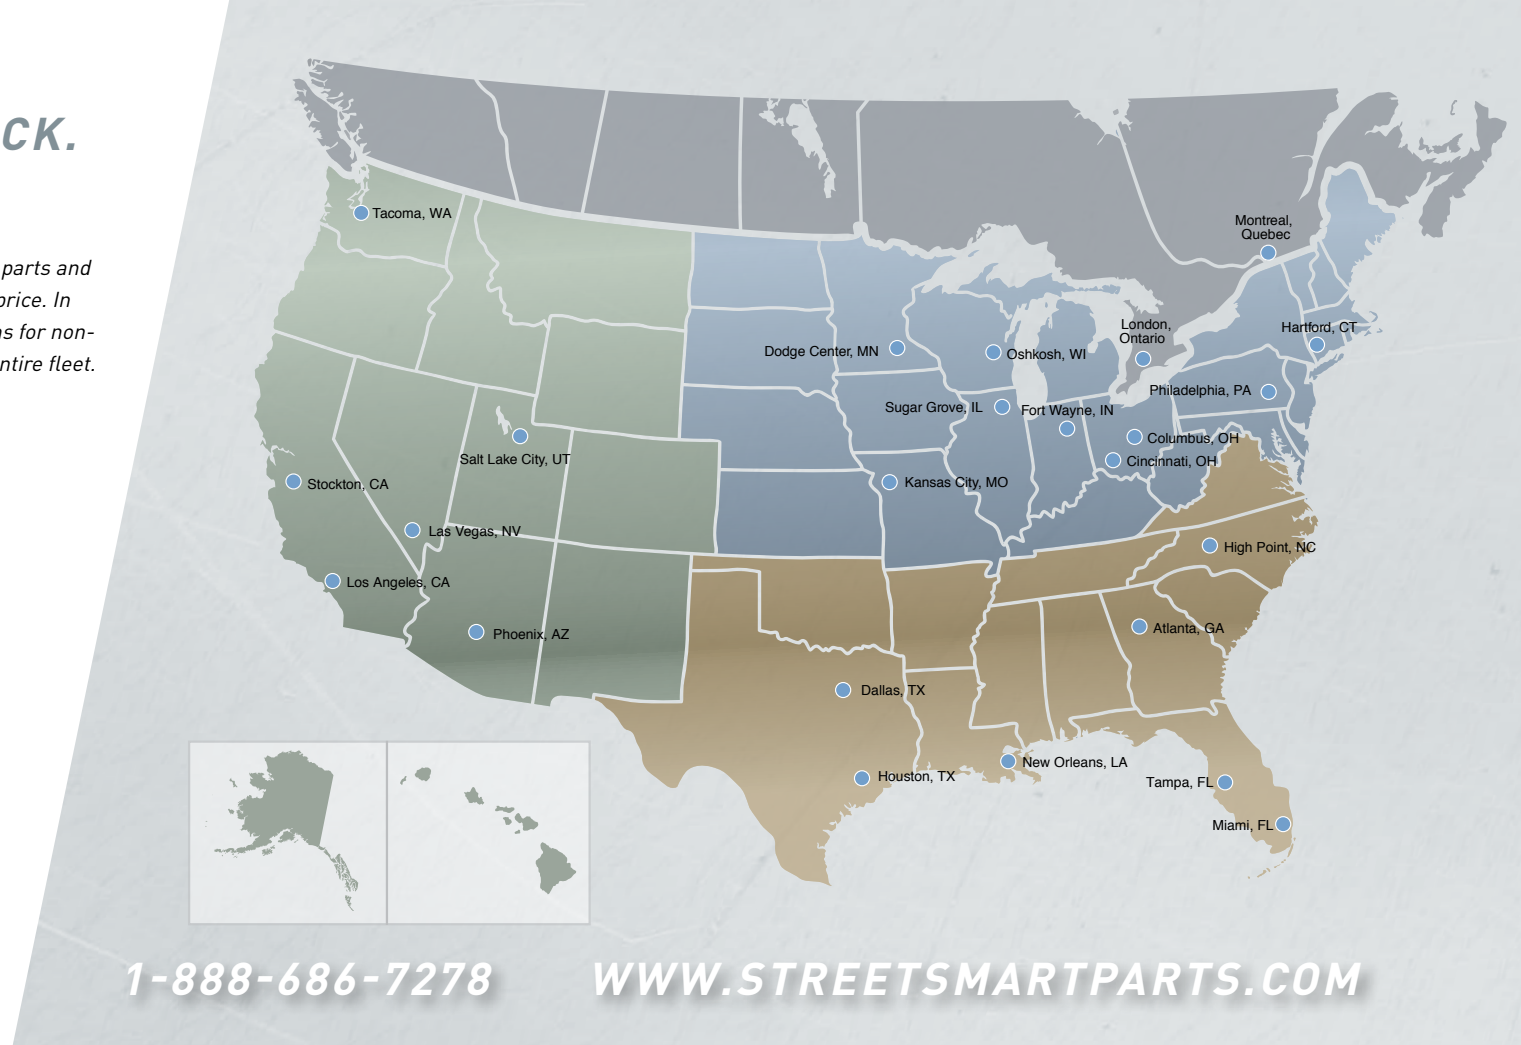 CK.
parts and
price. In
ns for non-
ntire fleet.
Tacoma, WA
Montreal,
Quebec
London,
Ontario
Hartford, CT
Dodge Center, MN
Oshkosh, WI
Philadelphia, PA
Sugar Grove, IL
Fort Wayne, IN
Columbus, OH
Salt Lake City, UT
Cincinnati, OH
Stockton, CA
Kansas City, MO
Las Vegas, NV
High Point, NC
Los Angeles, CA
Phoenix, AZ
Atlanta, GA
Dallas, TX
New Orleans, LA
Houston, TX
Tampa, FL
Miami, FL
1-888-686-7278
WWW.STREETSMARTPARTS.COM